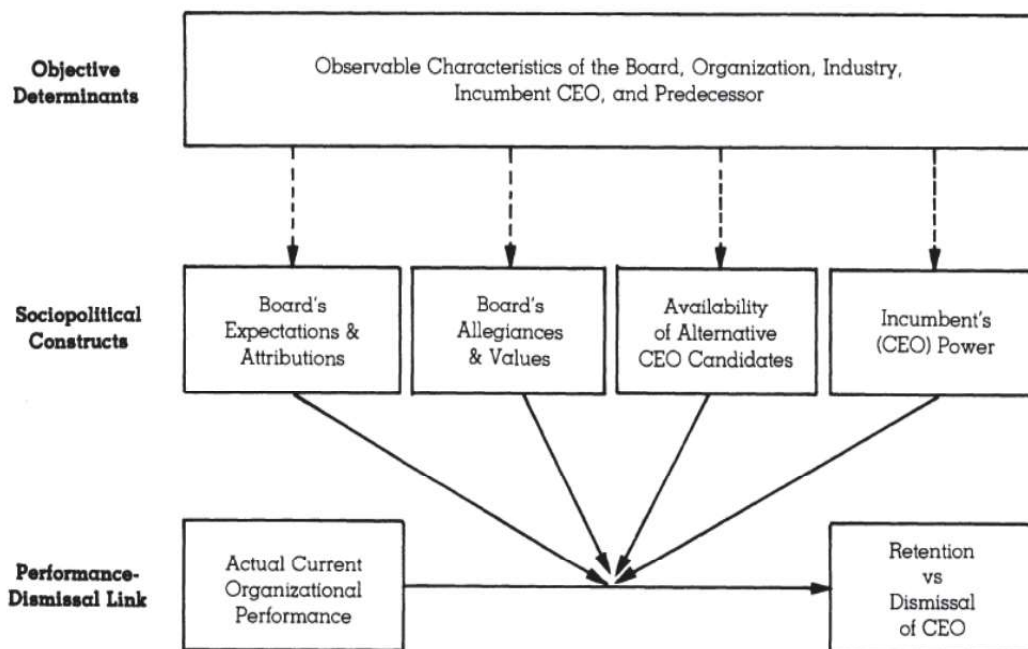 Objective
Determinants
Observable Characteristics of the Board, Organization, Industry,
Incumbent CEO, and Predecessor
Sociopolitical
Constructs
Board's
Expectations &
Attributions
Board's
Allegiances
& Values
Availability
of Alternative
CEO Candidates
Incumbent's
(CEO) Power
Performance-
Dismissal Link
Actual Current
Organizational
Performance
Retention
vs
Dismissal
of CEO